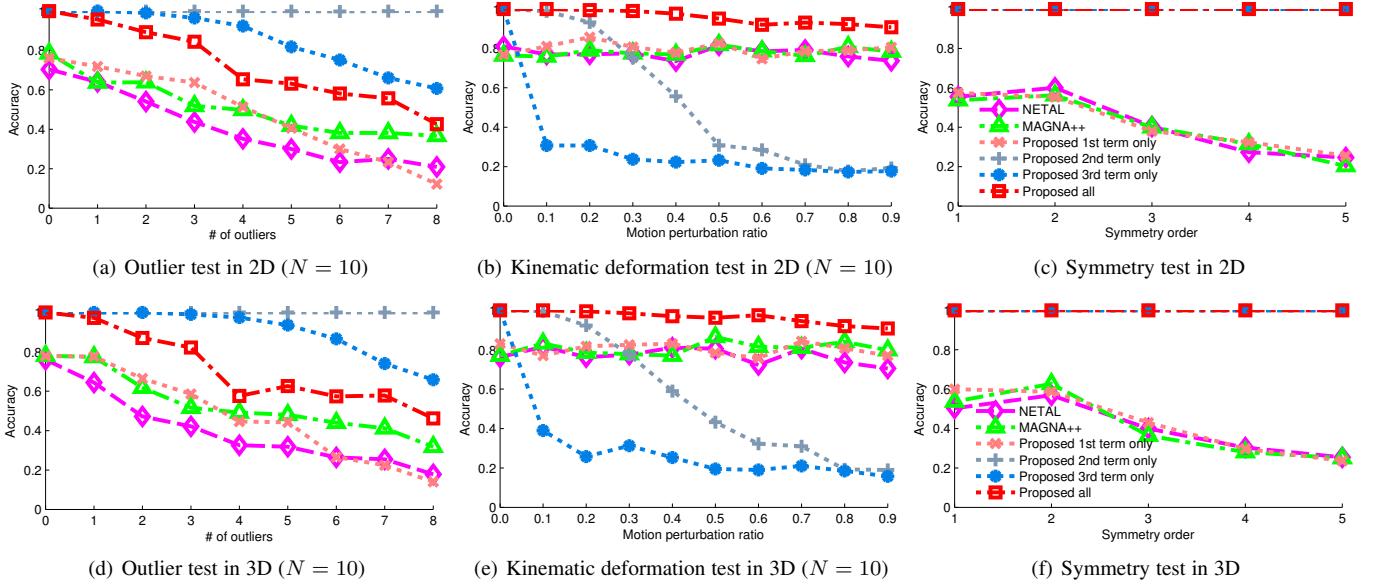 1
0.8
0.6
0.4
0.2
0
Accuracy
0 1 2 3 4 5 6 7 8
# of outliers
(a) Outlier test in 2D (N = 10)
1
0.8
0.6
0.4
0.2
0
Accuracy
0.0 0.1 0.2 0.3 0.4 0.5 0.6 0.7 0.8 0.9
Motion perturbation ratio
(b) Kinematic deformation test in 2D (N = 10)
1
0.8
0.6
0.4
0.2
0
Accuracy
NETAL
MAGNA++
Proposed 1st term only
Proposed 2nd term only
Proposed 3rd term only
Proposed all
1 2 3 4 5
Symmetry order
(c) Symmetry test in 2D
1
0.8
0.6
0.4
0.2
0
Accuracy
0 1 2 3 4 5 6 7 8
# of outliers
(d) Outlier test in 3D (N = 10)
1
0.8
0.6
0.4
0.2
0
Accuracy
0.0 0.1 0.2 0.3 0.4 0.5 0.6 0.7 0.8 0.9
Motion perturbation ratio
(e) Kinematic deformation test in 3D (N = 10)
1
0.8
0.6
0.4
0.2
0
Accuracy
NETAL
MAGNA++
Proposed 1st term only
Proposed 2nd term only
Proposed 3rd term only
Proposed all
1 2 3 4 5
Symmetry order
(f) Symmetry test in 3D